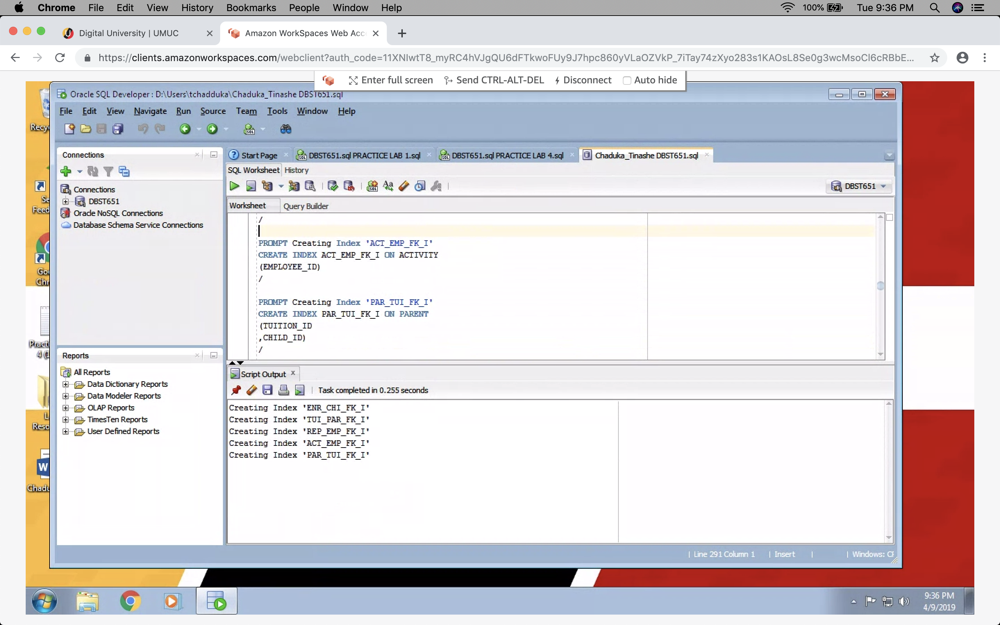 Chrome File Edit View History Bookmarks People Window Help 100% Tue 9:36 PM
Digital University | UMUC
Amazon WorkSpaces Web Acc
https://clients.amazonworkspaces.com/webclient?auth_code=11XNIwtT8_myRC4hVJgQU6dFTkwoFUy9J7hpc860yVLaOZVkP_7iTay74zXyo283s1KAOsL8Se0g3wcMsoCl6cRBbE...
Enter full screen Send CTRL-ALT-DEL Disconnect Auto hide
Oracle SQL Developer : D:\Users\tchadduka\Chaduka_Tinashe DBST651.sql
File Edit View Navigate Run Source Team Tools Window Help
Connections
Connections
DBST651
Oracle NoSQL Connections
Database Schema Service Connections
Reports
All Reports
Data Dictionary Reports
Data Modeler Reports
OLAP Reports
TimesTen Reports
User Defined Reports
Start Page
DBST651.sql PRACTICE LAB 1.sql
DBST651.sql PRACTICE LAB 4.sql
Chaduka_Tinashe DBST651.sql
SQL Worksheet History
DBST651
Worksheet Query Builder
/
PROMPT Creating Index 'ACT_EMP_FK_I'
CREATE INDEX ACT_EMP_FK_I ON ACTIVITY
(EMPLOYEE_ID)
/
PROMPT Creating Index 'PAR_TUI_FK_I'
CREATE INDEX PAR_TUI_FK_I ON PARENT
(TUITION_ID
,CHILD_ID)
/
Script Output
Task completed in 0.255 seconds
Creating Index 'ENR_CHI_FK_I'
Creating Index 'TUI_PAR_FK_I'
Creating Index 'REP_EMP_FK_I'
Creating Index 'ACT_EMP_FK_I'
Creating Index 'PAR_TUI_FK_I'
Line 291 Column 1 Insert Windows: CF
Recy
Se
Feed
Goo
Chr
Practi
4 (1
L
Reso
Chadu
9:36 PM
4/9/2019